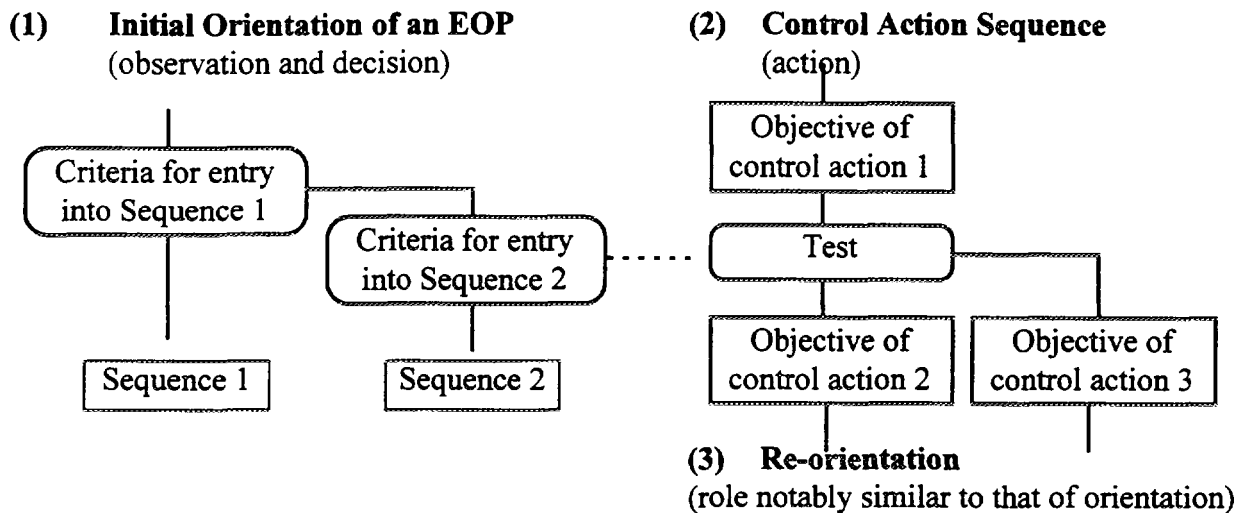 (1) Initial Orientation of an EOP
(observation and decision)
Criteria for entry
into Sequence 1
Criteria for entry
into Sequence 2
Sequence 1
Sequence 2
(2) Control Action Sequence
(action)
Objective of
control action 1
Test
Objective of
control action 2
Objective of
control action 3
(3) Re-orientation
(role notably similar to that of orientation)